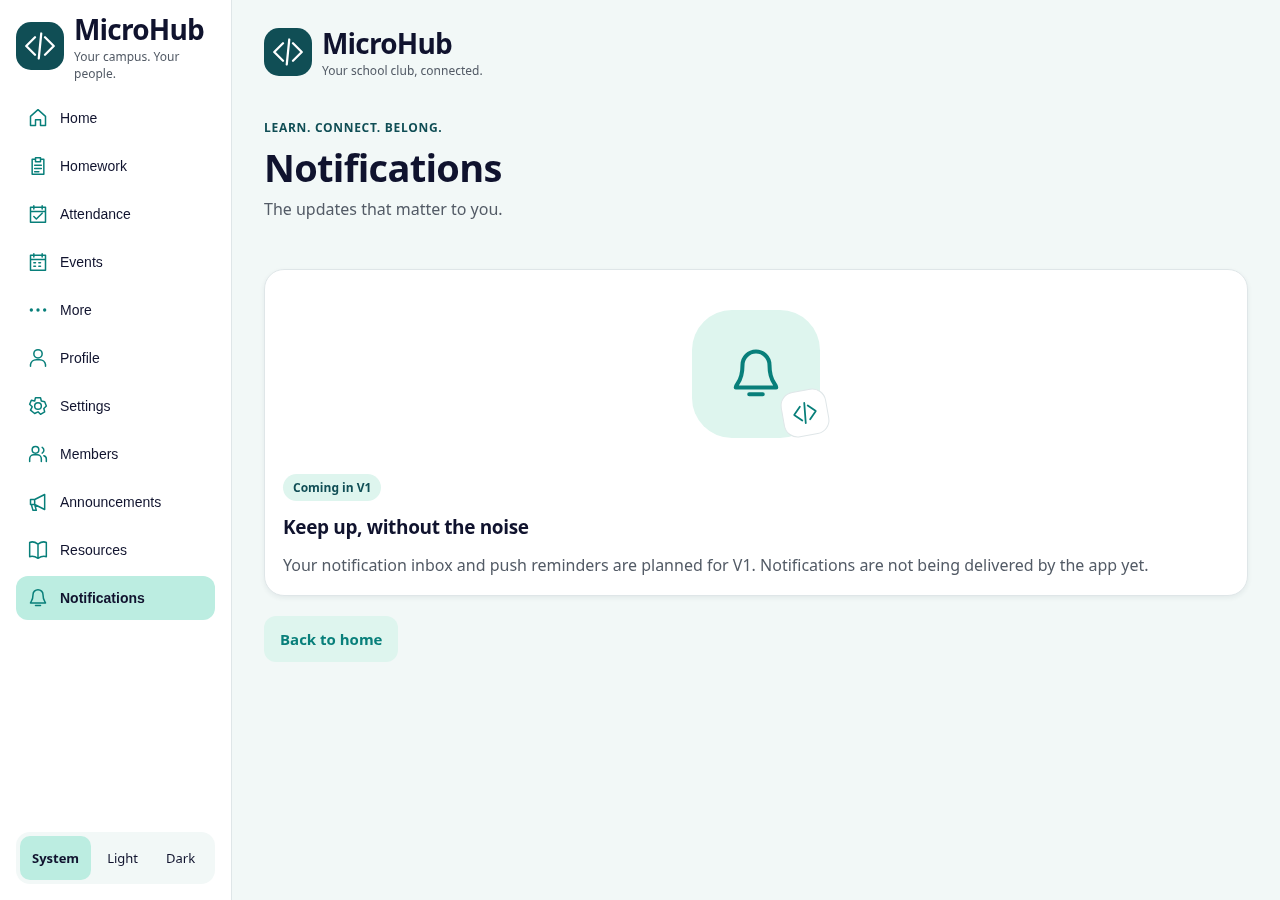 MicroHub
Your campus. Your
people.
Home
Homework
Attendance
Events
More
Profile
Settings
Members
Announcements
Resources
Notifications
System
Light
Dark
MicroHub
Your school club, connected.
LEARN. CONNECT. BELONG.
Notifications
The updates that matter to you.
Coming in V1
Keep up, without the noise
Your notification inbox and push reminders are planned for V1. Notifications are not being delivered by the app yet.
Back to home